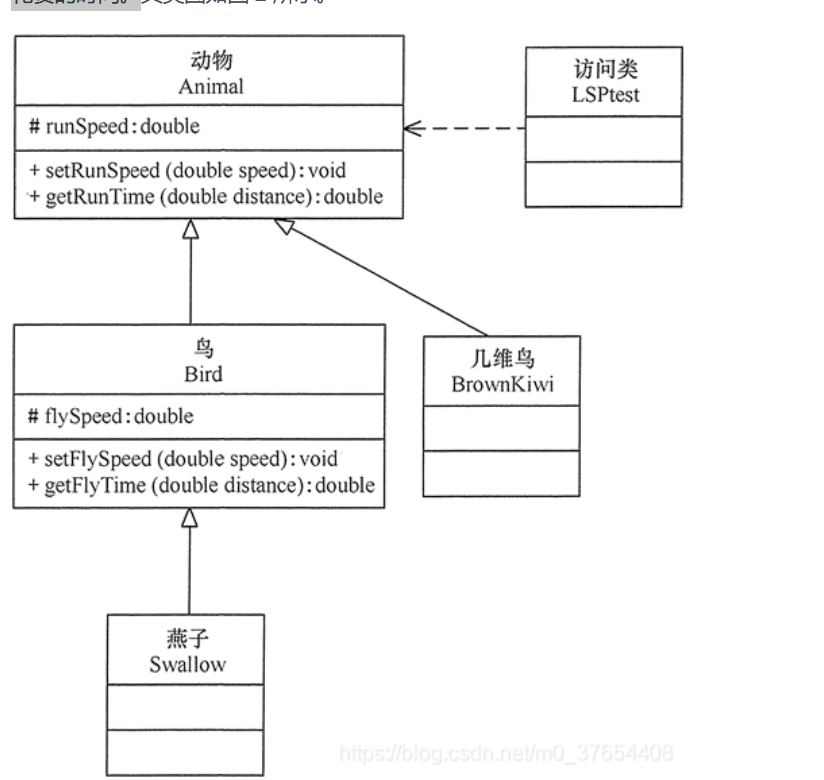 动物
Animal
# runSpeed:double
+ setRunSpeed (double speed):void
+ getRunTime (double distance):double
访问类
LSPtest
鸟
Bird
# flySpeed:double
+ setFlySpeed (double speed):void
+ getFlyTime (double distance):double
几维鸟
BrownKiwi
燕子
Swallow
https://blog.csdn.net/m0_37654408